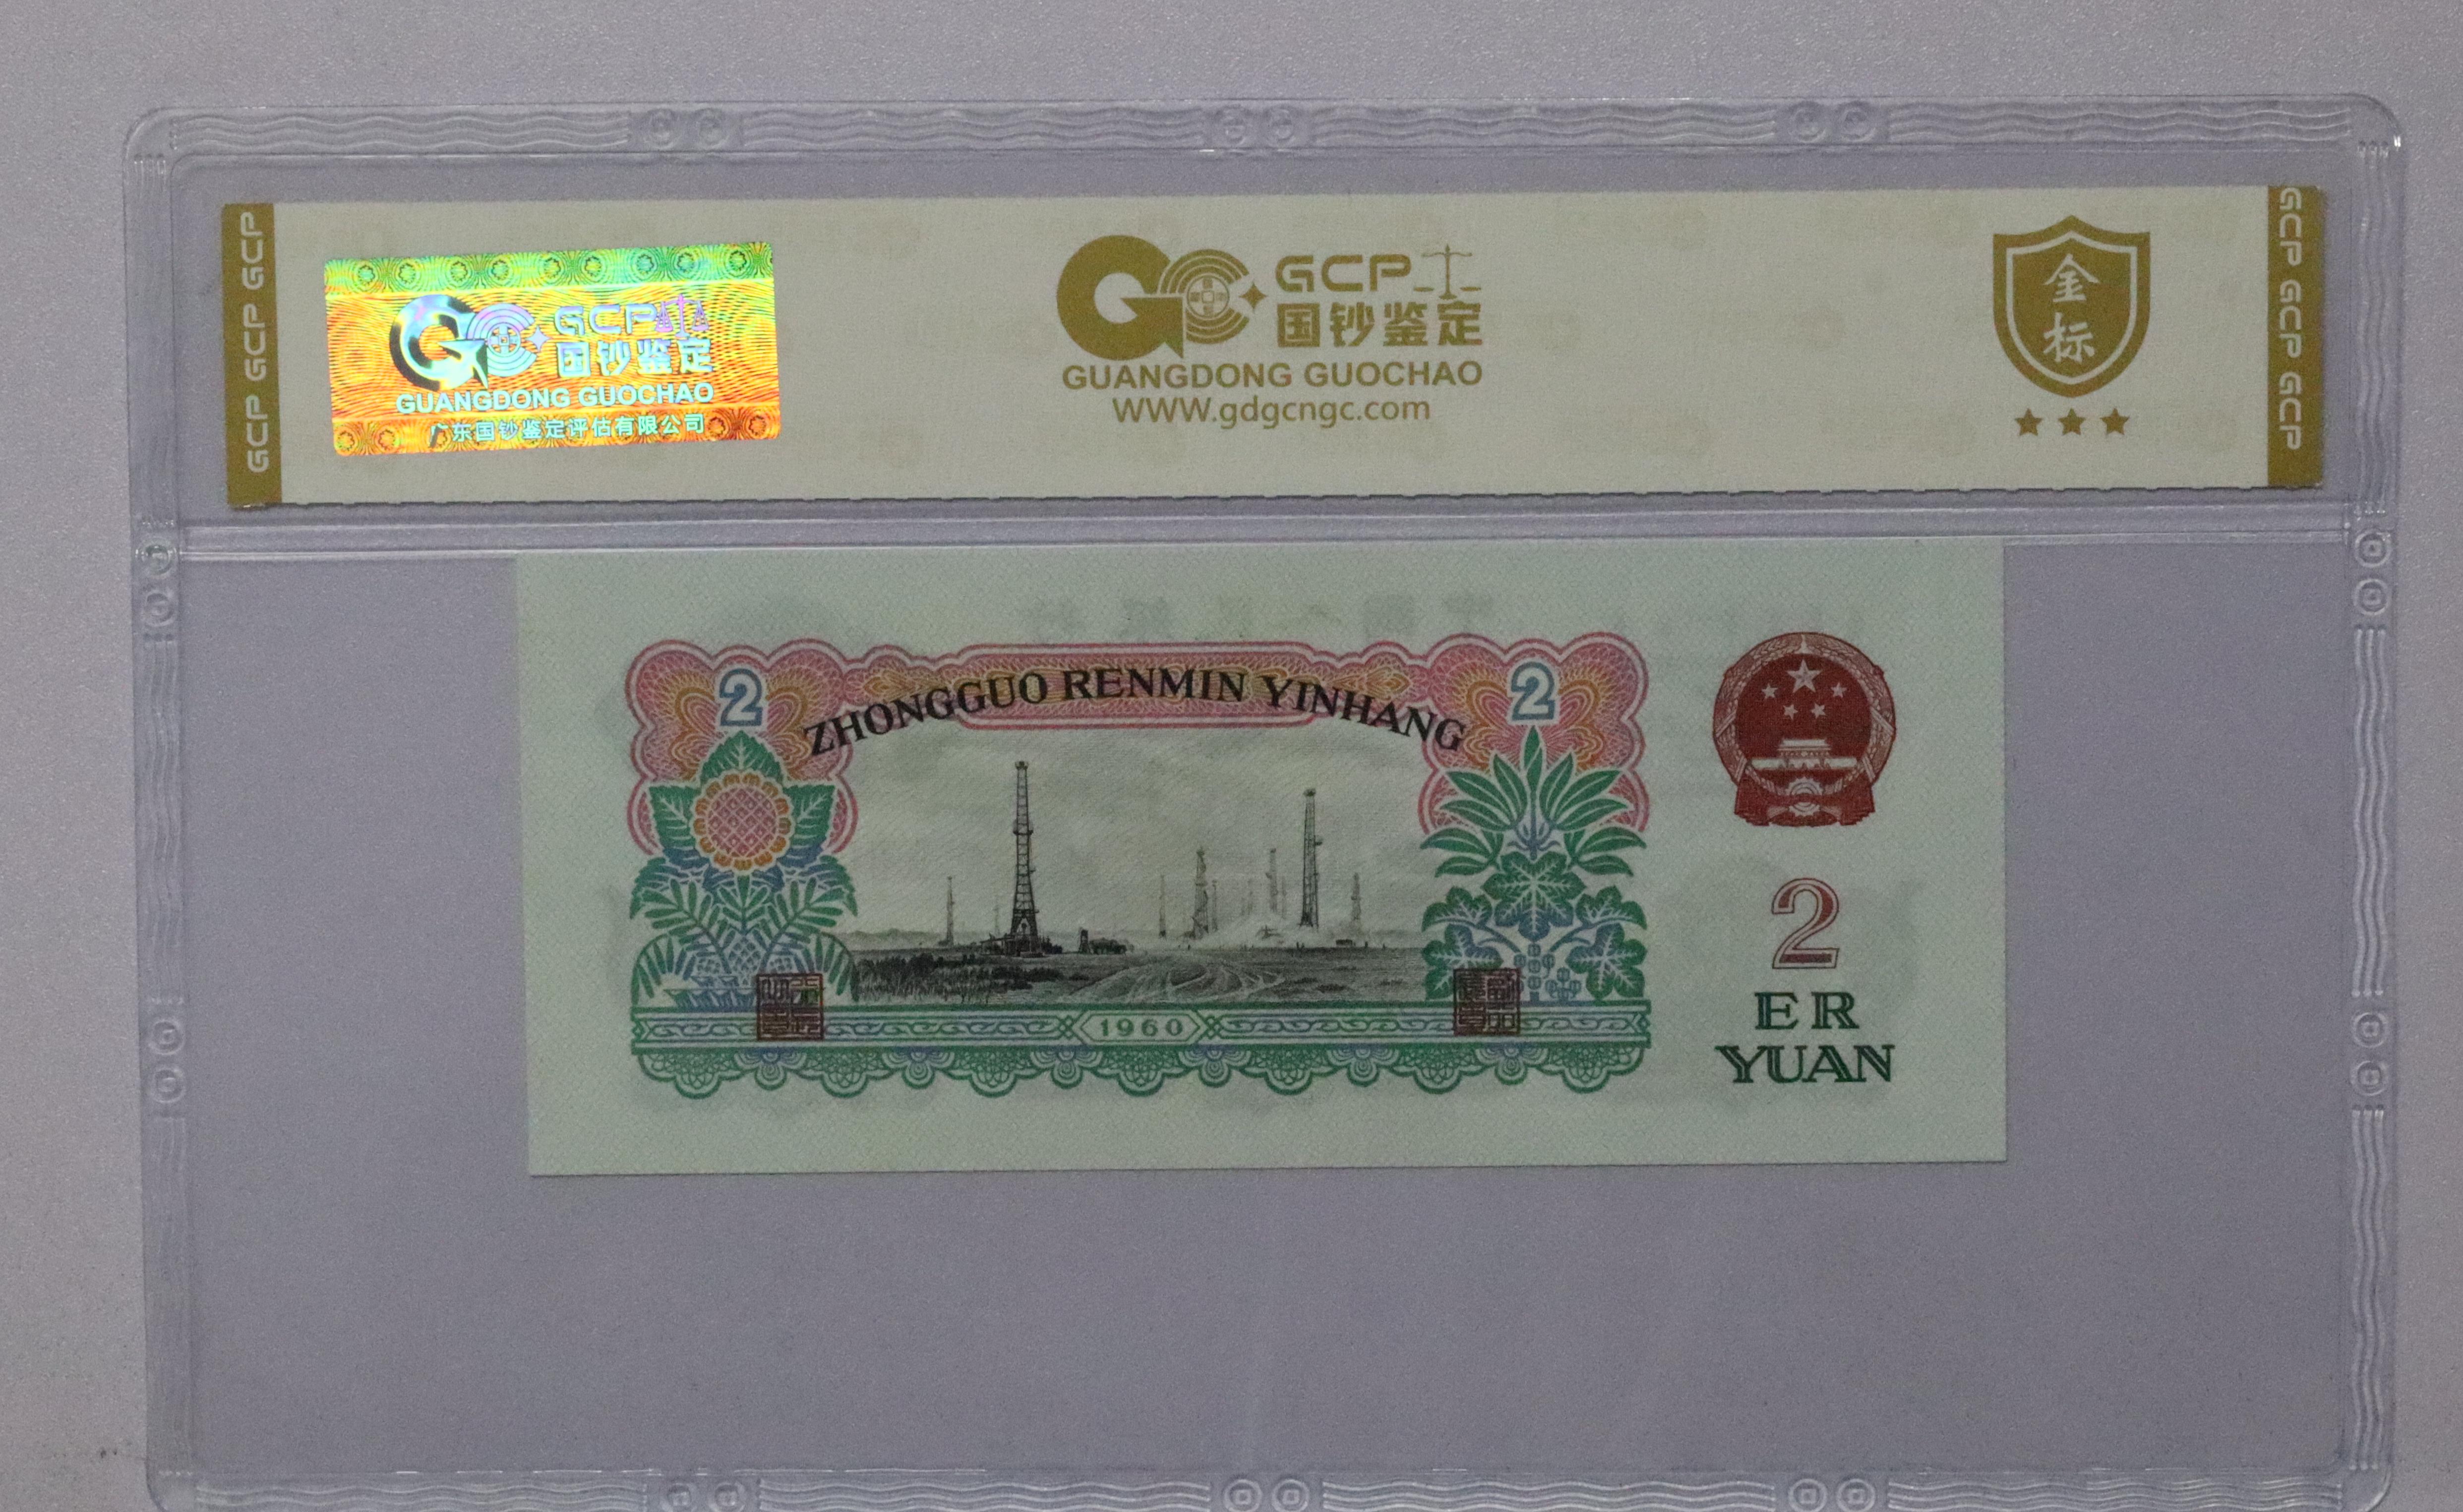 GCP GCP GCP
GCP
国钞鉴定
GUANGDONG GUOCHAO
广东国钞鉴定评估有限公司
GCP
国钞鉴定
GUANGDONG GUOCHAO
WWW.gdgcngc.com
金
标
GCP GCP GCP
2
ZHONGGUO RENMIN YINHANG
2
1960
2
ER
YUAN